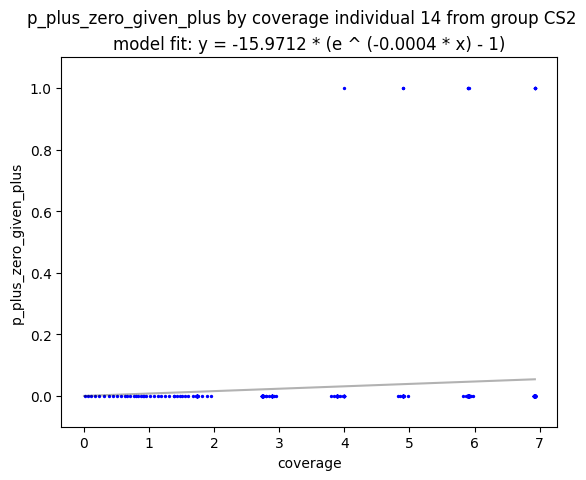 p_plus_zero_given_plus by coverage individual 14 from group CS2
model fit: y = -15.9712 * (e ^ (-0.0004 * x) - 1)
1.0
0.8
0.6
0.4
0.2
0.0
p_plus_zero_given_plus
0 1 2 3 4 5 6 7
coverage